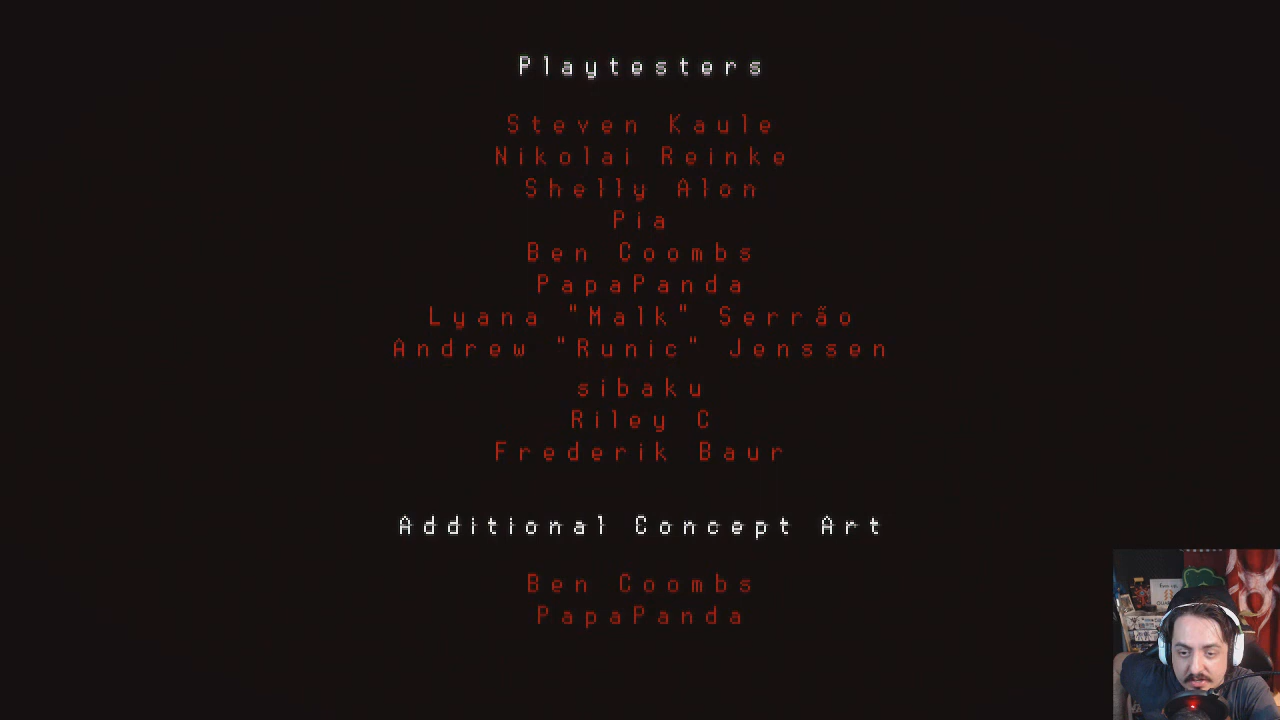 Playtesters
Steven Kaule
Nikolai Reinke
Shelly Alon
Pia
Ben Coombs
PapaPanda
Lyana "Malk" Serrão
Andrew "Runic" Jenssen
sibaku
Riley C
Frederik Baur
Additional Concept Art
Ben Coombs
PapaPanda